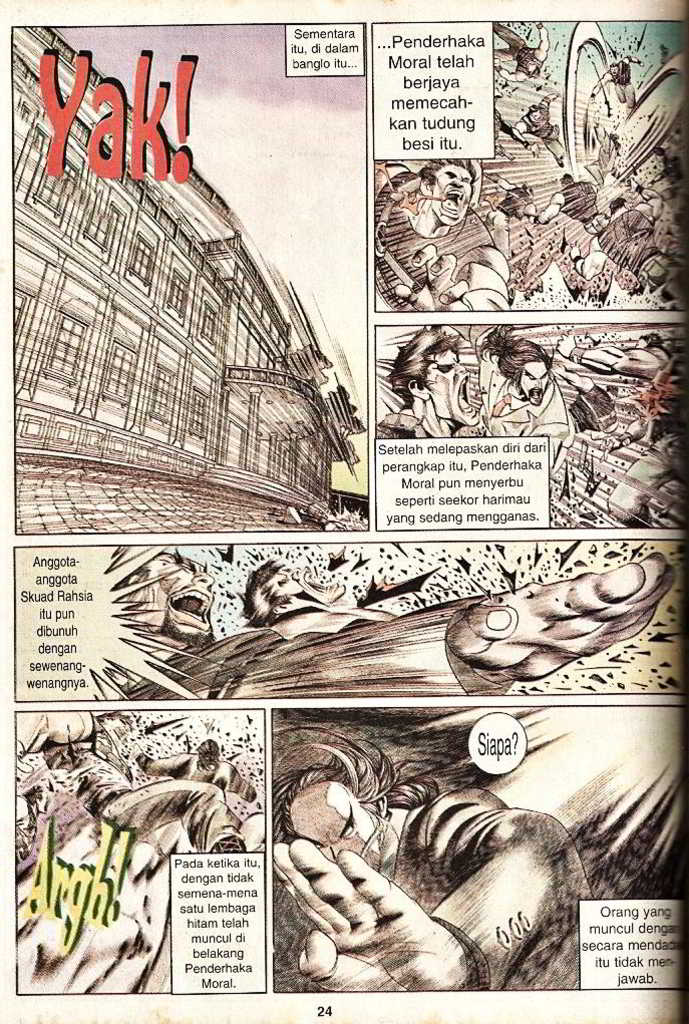 Yak!
Sementara
itu, di dalam
banglo itu...
...Penderhaka
Moral telah
berjaya
memecah-
kan tudung
besi itu.
Setelah melepaskan diri dari
perangkap itu, Penderhaka
Moral pun menyerbu
seperti seekor harimau
yang sedang mengganas.
Anggota-
anggota
Skuad Rahsia
itu pun
dibunuh
dengan
sewenang-
wenangnya.
Argh!
Pada ketika itu,
dengan tidak
semena-mena
satu lembaga
hitam telah
muncul di
belakang
Penderhaka
Moral.
Siapa?
Orang yang
muncul dengan
secara mendadak
itu tidak men-
jawab.
24